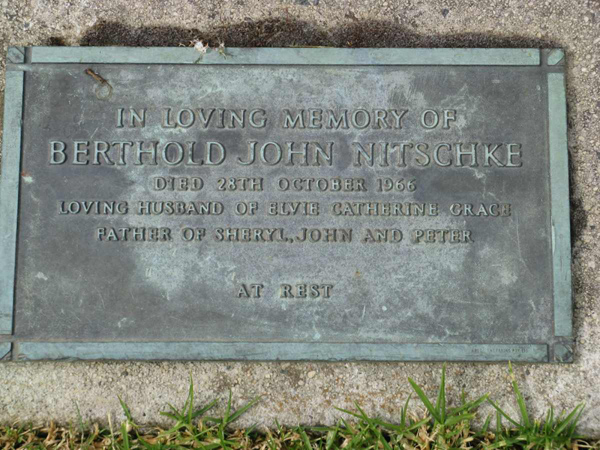 IN LOVING MEMORY OF
BERTHOLD JOHN NITSCHKE
DIED 28TH OCTOBER 1966
LOVING HUSBAND OF ELVIE CATHERINE GRACE
FATHER OF SHERYL, JOHN AND PETER
AT REST